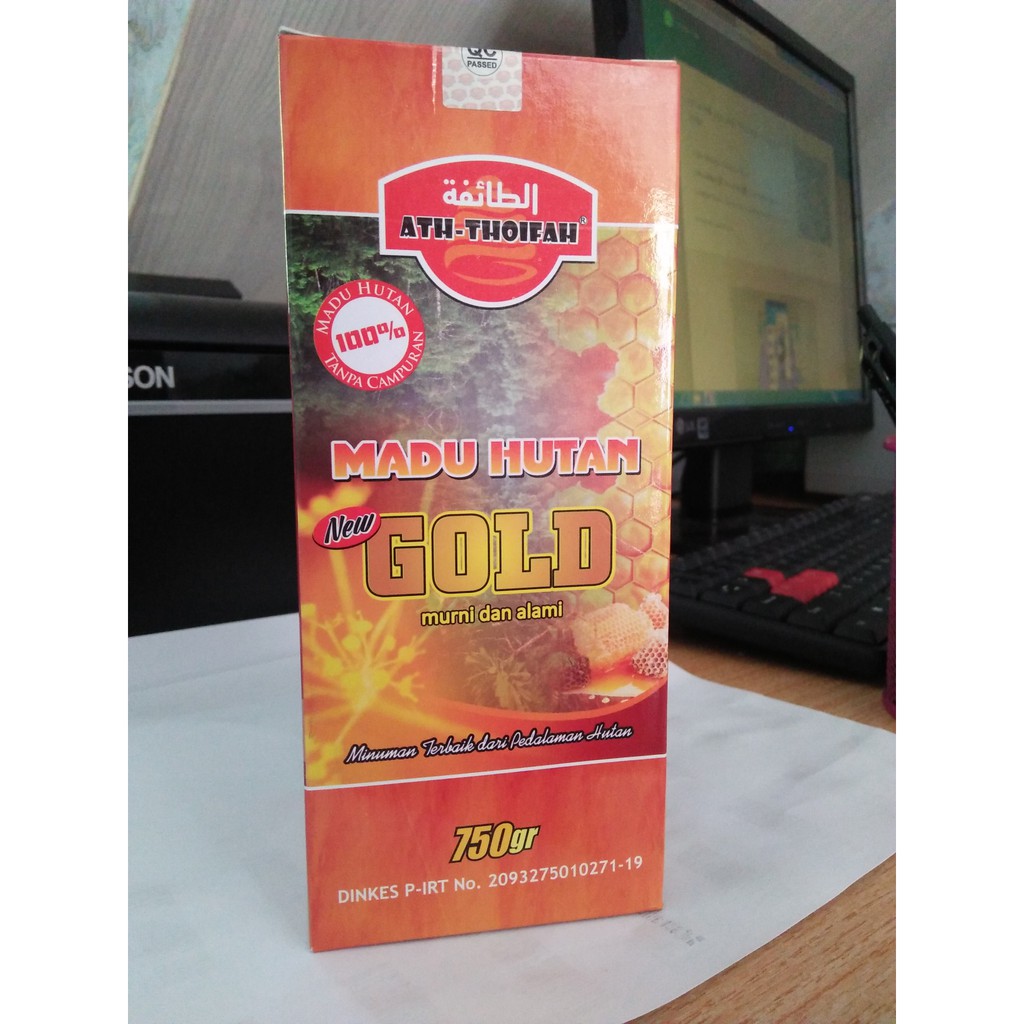 QC
PASSED
الطائفة
ATH-THOIFAH®
MADU HUTAN
100%
TANPA CAMPURAN
MADU HUTAN
New
GOLD
murni dan alami
Minuman Terbaik dari Pedalaman Hutan
750gr
DINKES P-IRT No. 2093275010271-19
SON
LG